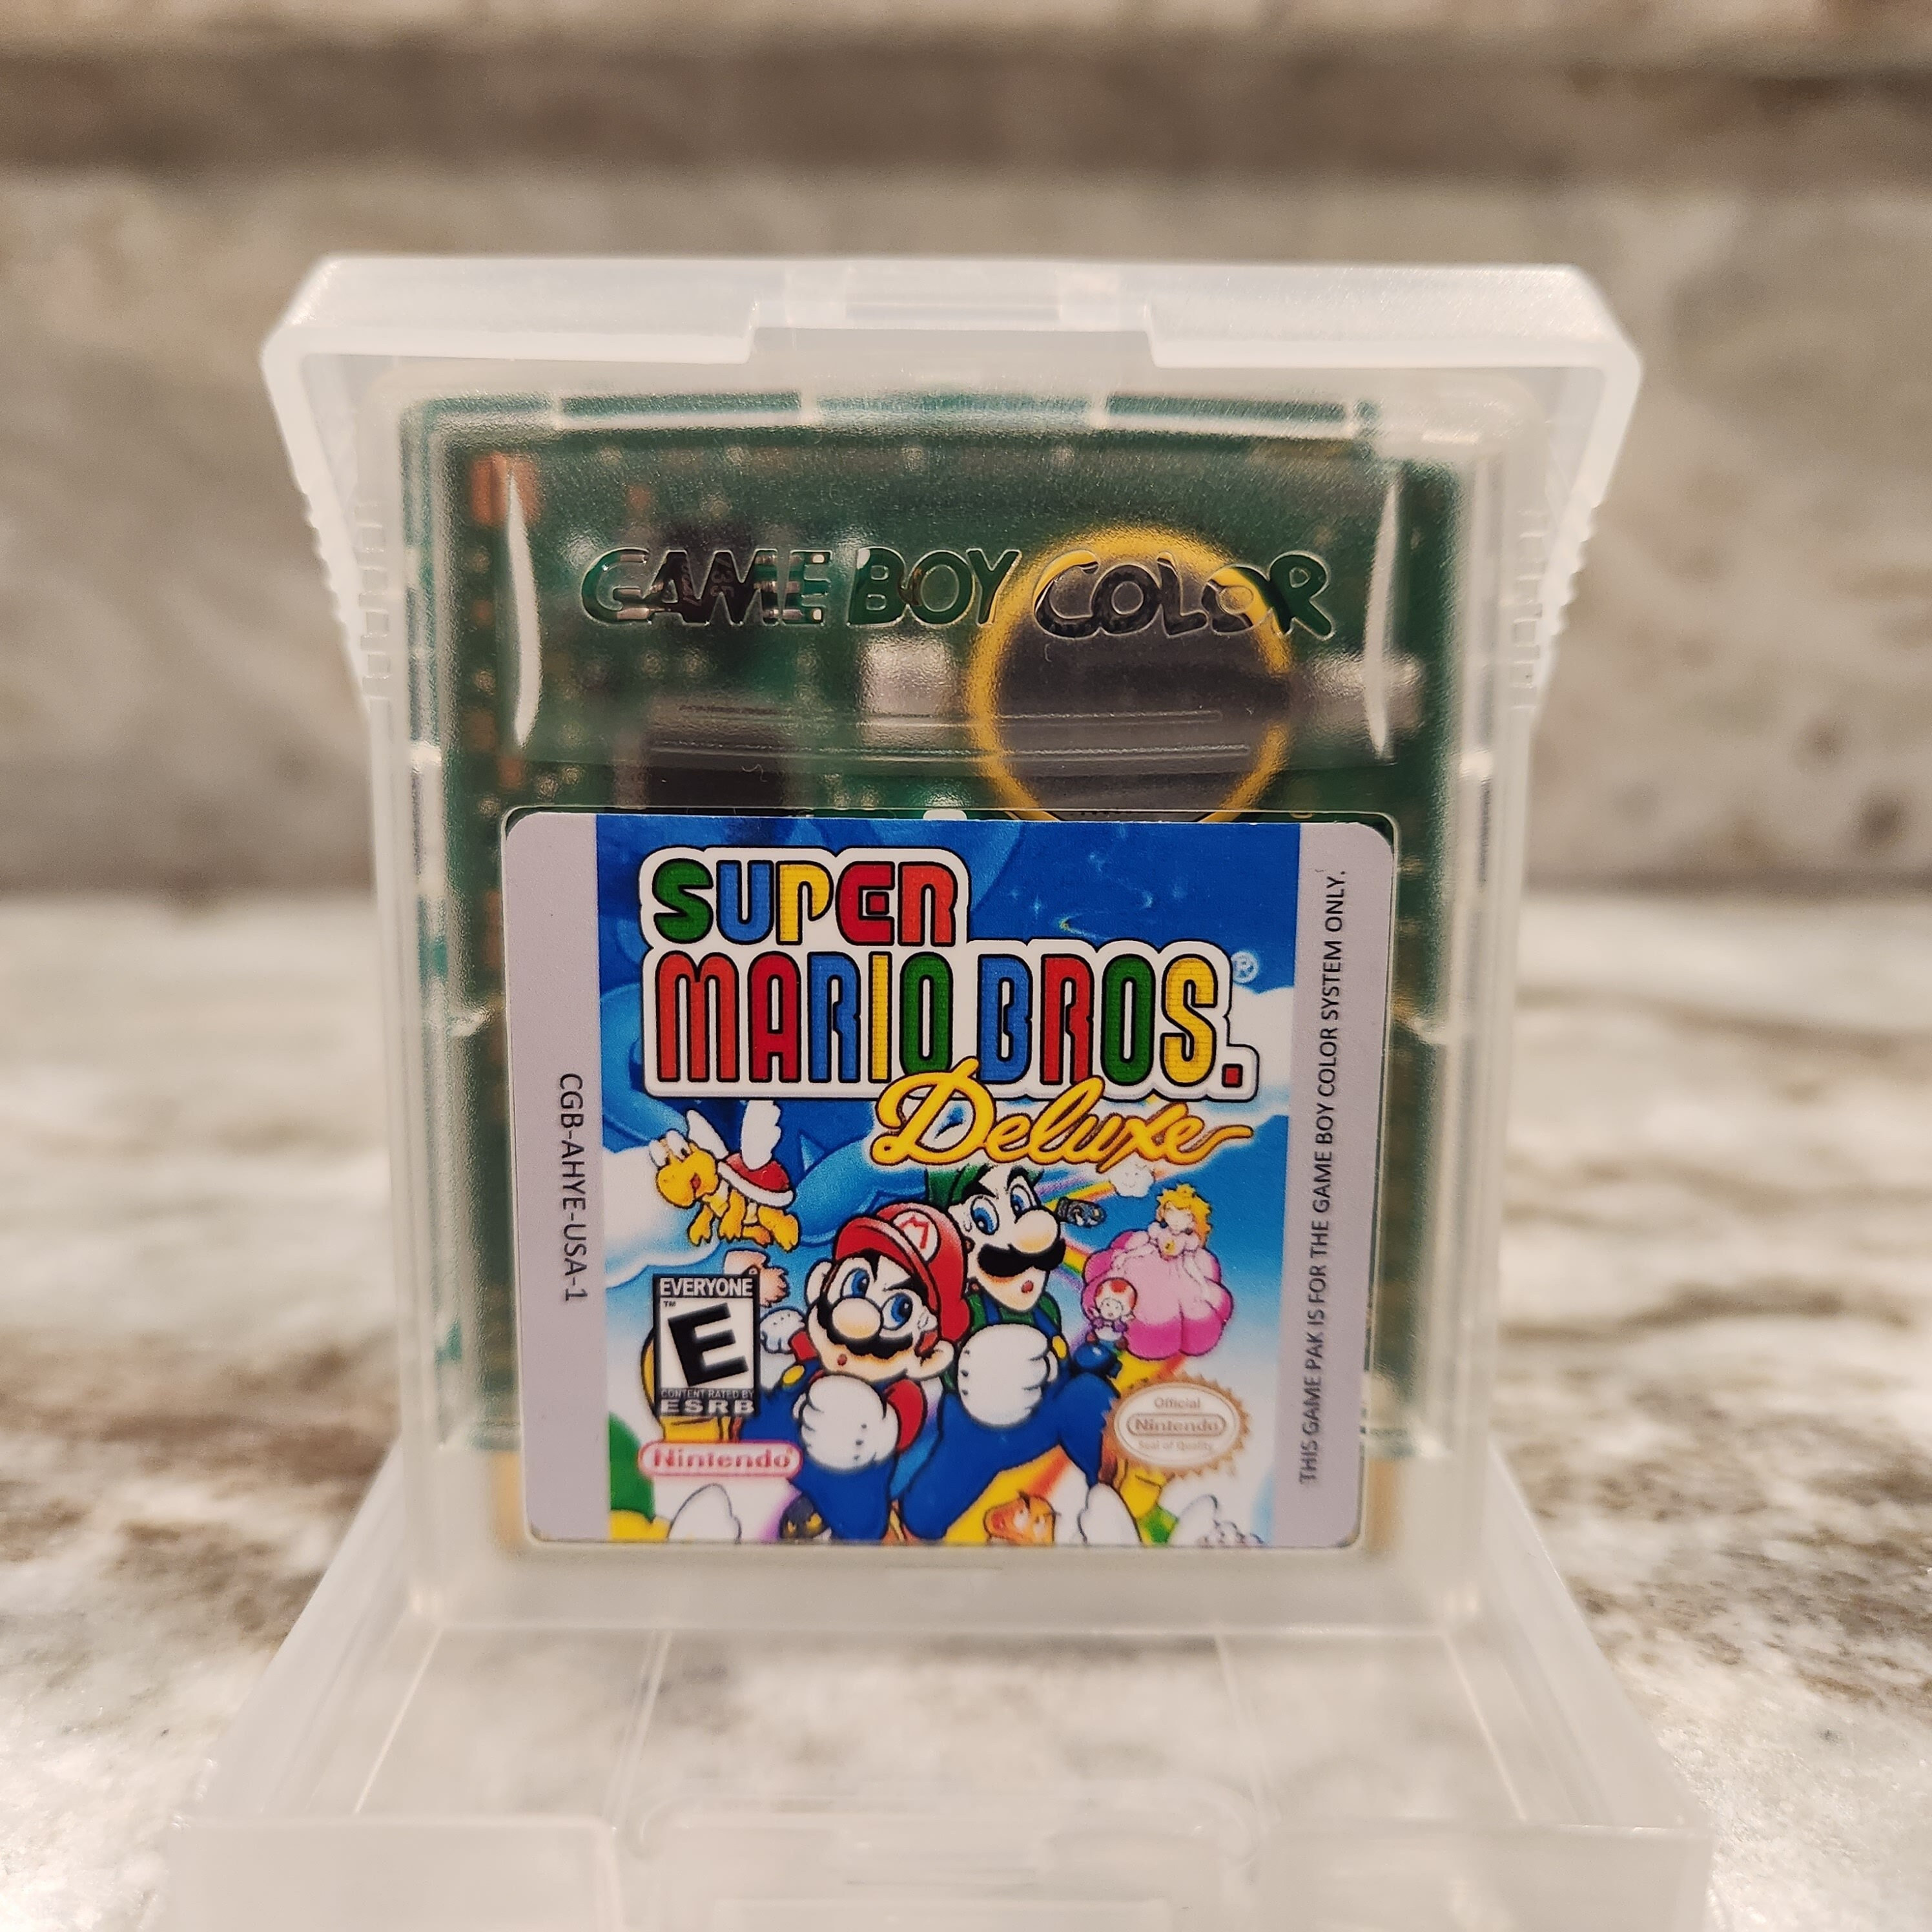 GAME BOY COLOR
SUPER
MARIO BROS.®
Deluxe
CGB-AHYE-USA-1
THIS GAME PAK IS FOR THE GAME BOY COLOR SYSTEM ONLY.
M
EVERYONE
™
E
CONTENT RATED BY
ESRB
Nintendo®
Official
Nintendo
Seal of Quality